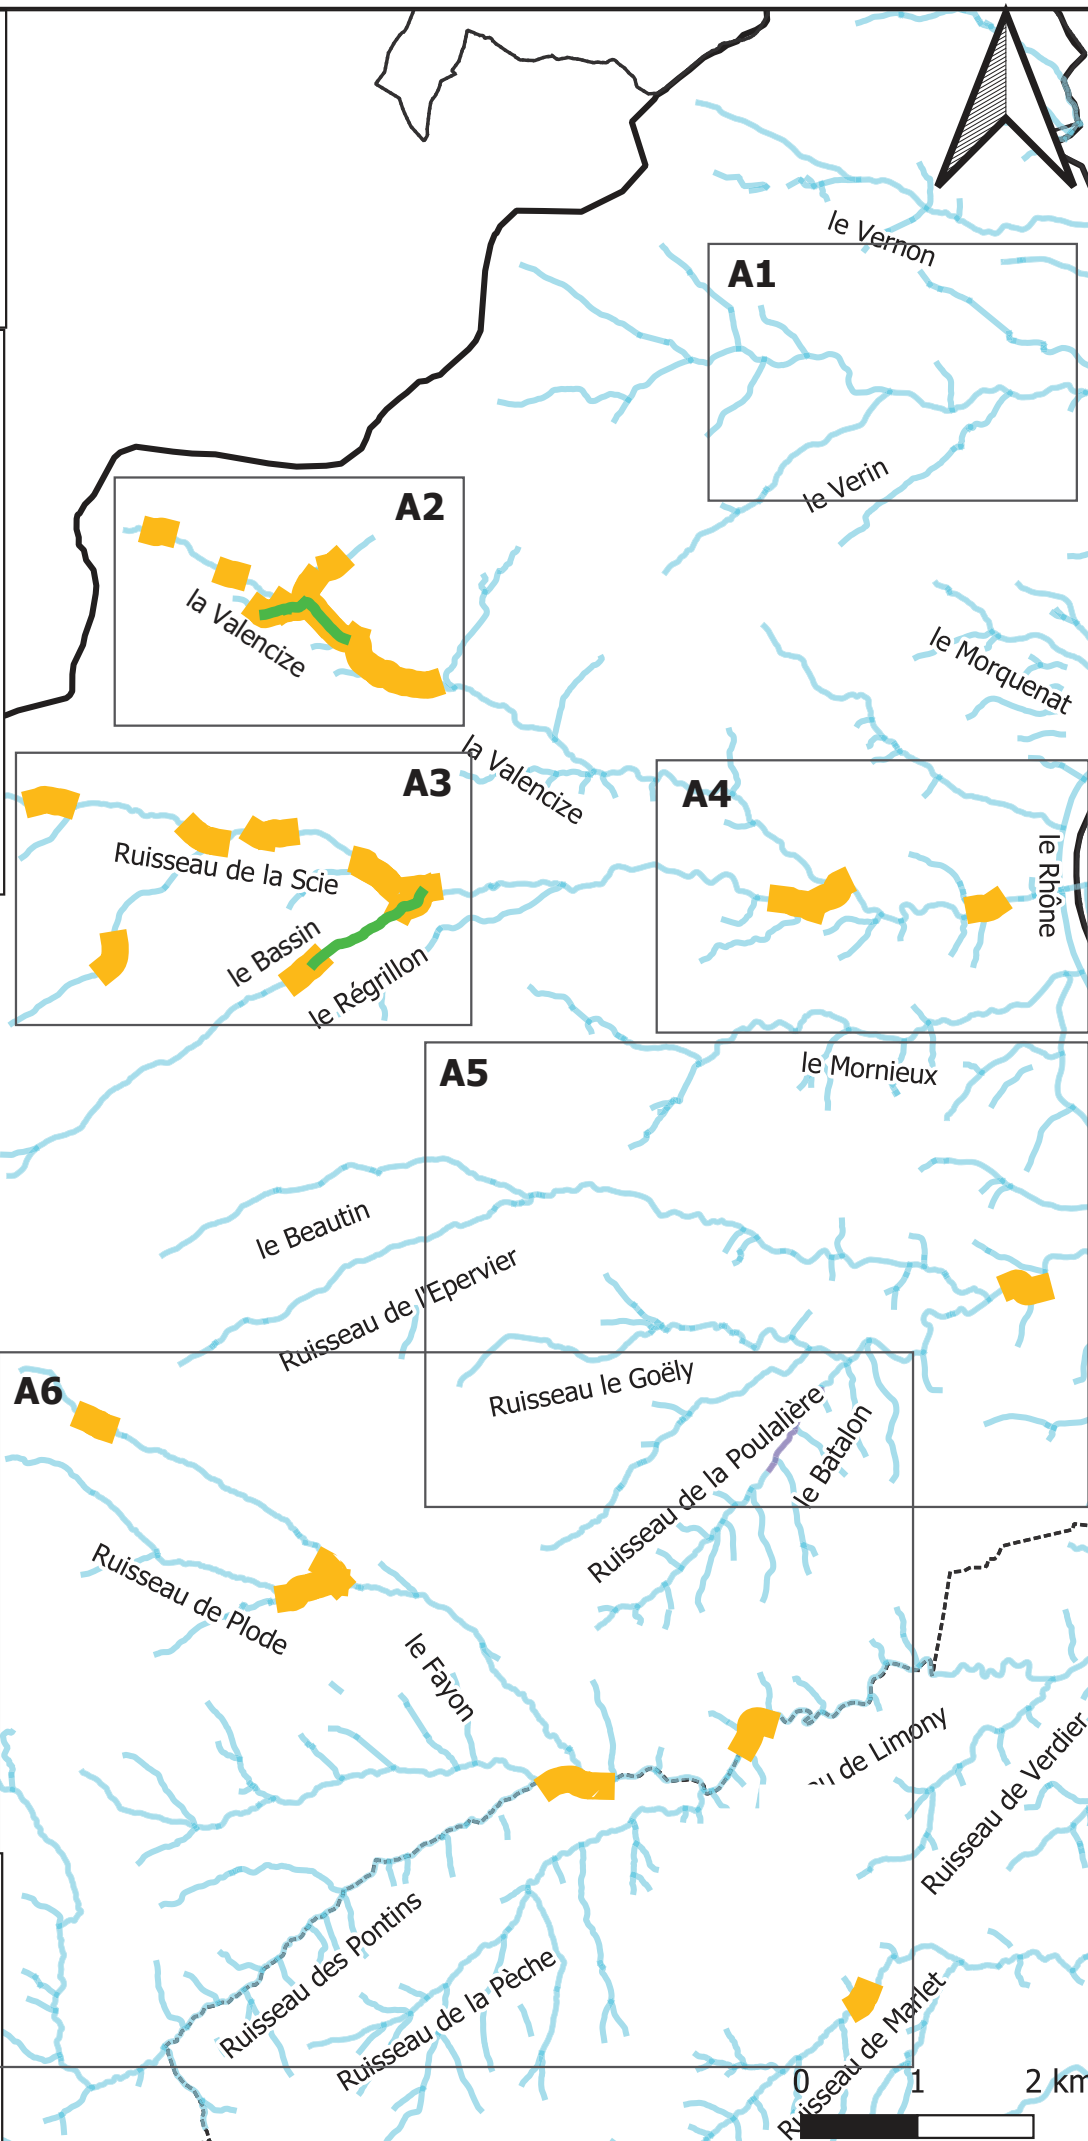 le Vernon
A1
le Verin
A2
la Valencize
le Morquenat
la Valencize
A3
A4
Ruisseau de la Scie
le Rhône
le Bassin
le Régrillon
A5
le Mornieux
le Beautin
Ruisseau de l'Epervier
A6
Ruisseau le Goëly
Ruisseau de la Poulalière
le Batalon
Ruisseau de Plode
le Fayon
de Limony
Ruisseau de Verdier
Ruisseau des Pontins
Ruisseau de la Pèche
Ruisseau de Marlet
0 1 2 km